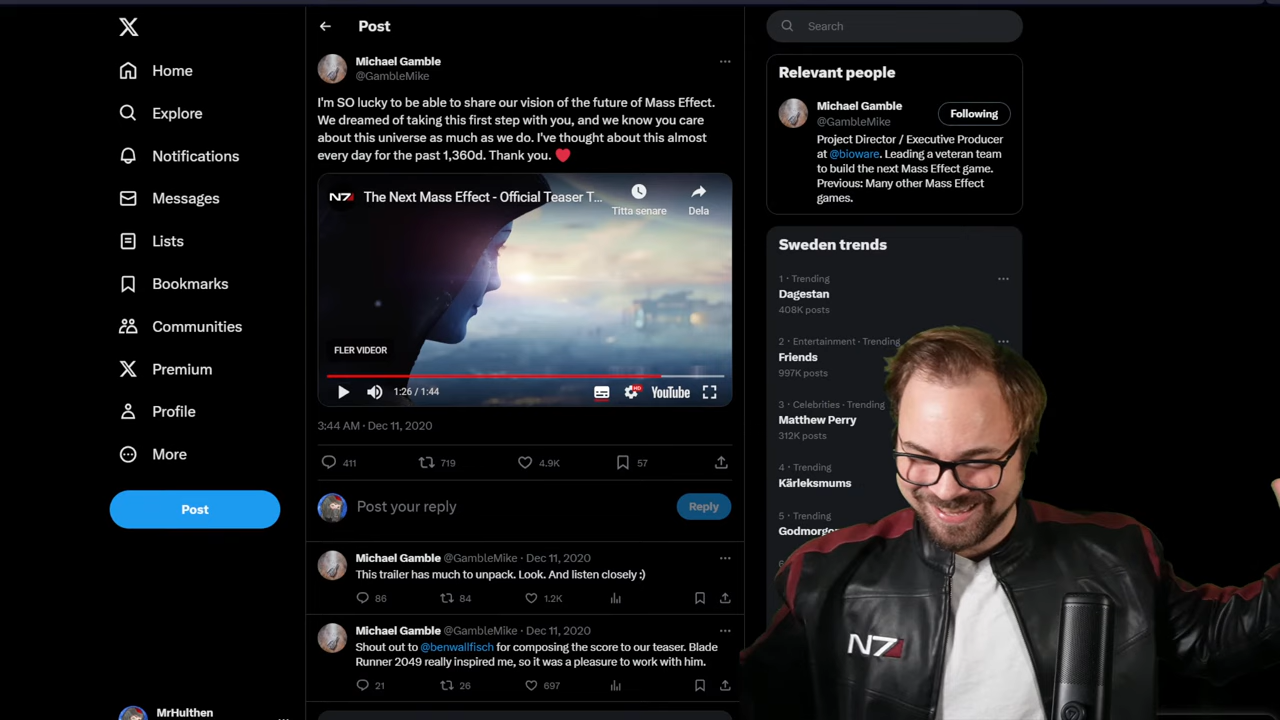 Home
Explore
Notifications
Messages
Lists
Bookmarks
Communities
Premium
Profile
More
Post
MrHulthen
Post
Michael Gamble
@GambleMike
I'm SO lucky to be able to share our vision of the future of Mass Effect.
We dreamed of taking this first step with you, and we know you care
about this universe as much as we do. I've thought about this almost
every day for the past 1,360d. Thank you. ❤️
N7
The Next Mass Effect - Official Teaser T...
Titta senare
Dela
FLER VIDEOR
1:26 / 1:44
HD
YouTube
3:44 AM · Dec 11, 2020
411 719 4.9K 57
Post your reply
Reply
Michael Gamble @GambleMike · Dec 11, 2020
This trailer has much to unpack. Look. And listen closely :)
86 84 1.2K
Michael Gamble @GambleMike · Dec 11, 2020
Shout out to @benwallfisch for composing the score to our teaser. Blade
Runner 2049 really inspired me, so it was a pleasure to work with him.
21 26 697
Search
Relevant people
Michael Gamble
@GambleMike
Following
Project Director / Executive Producer
at @bioware. Leading a veteran team
to build the next Mass Effect game.
Previous: Many other Mass Effect
games.
Sweden trends
1 · Trending
Dagestan
408K posts
2 · Entertainment · Trending
Friends
997K posts
3 · Celebrities · Trending
Matthew Perry
312K posts
4 · Trending
Kärleksmums
5 · Trending
N7